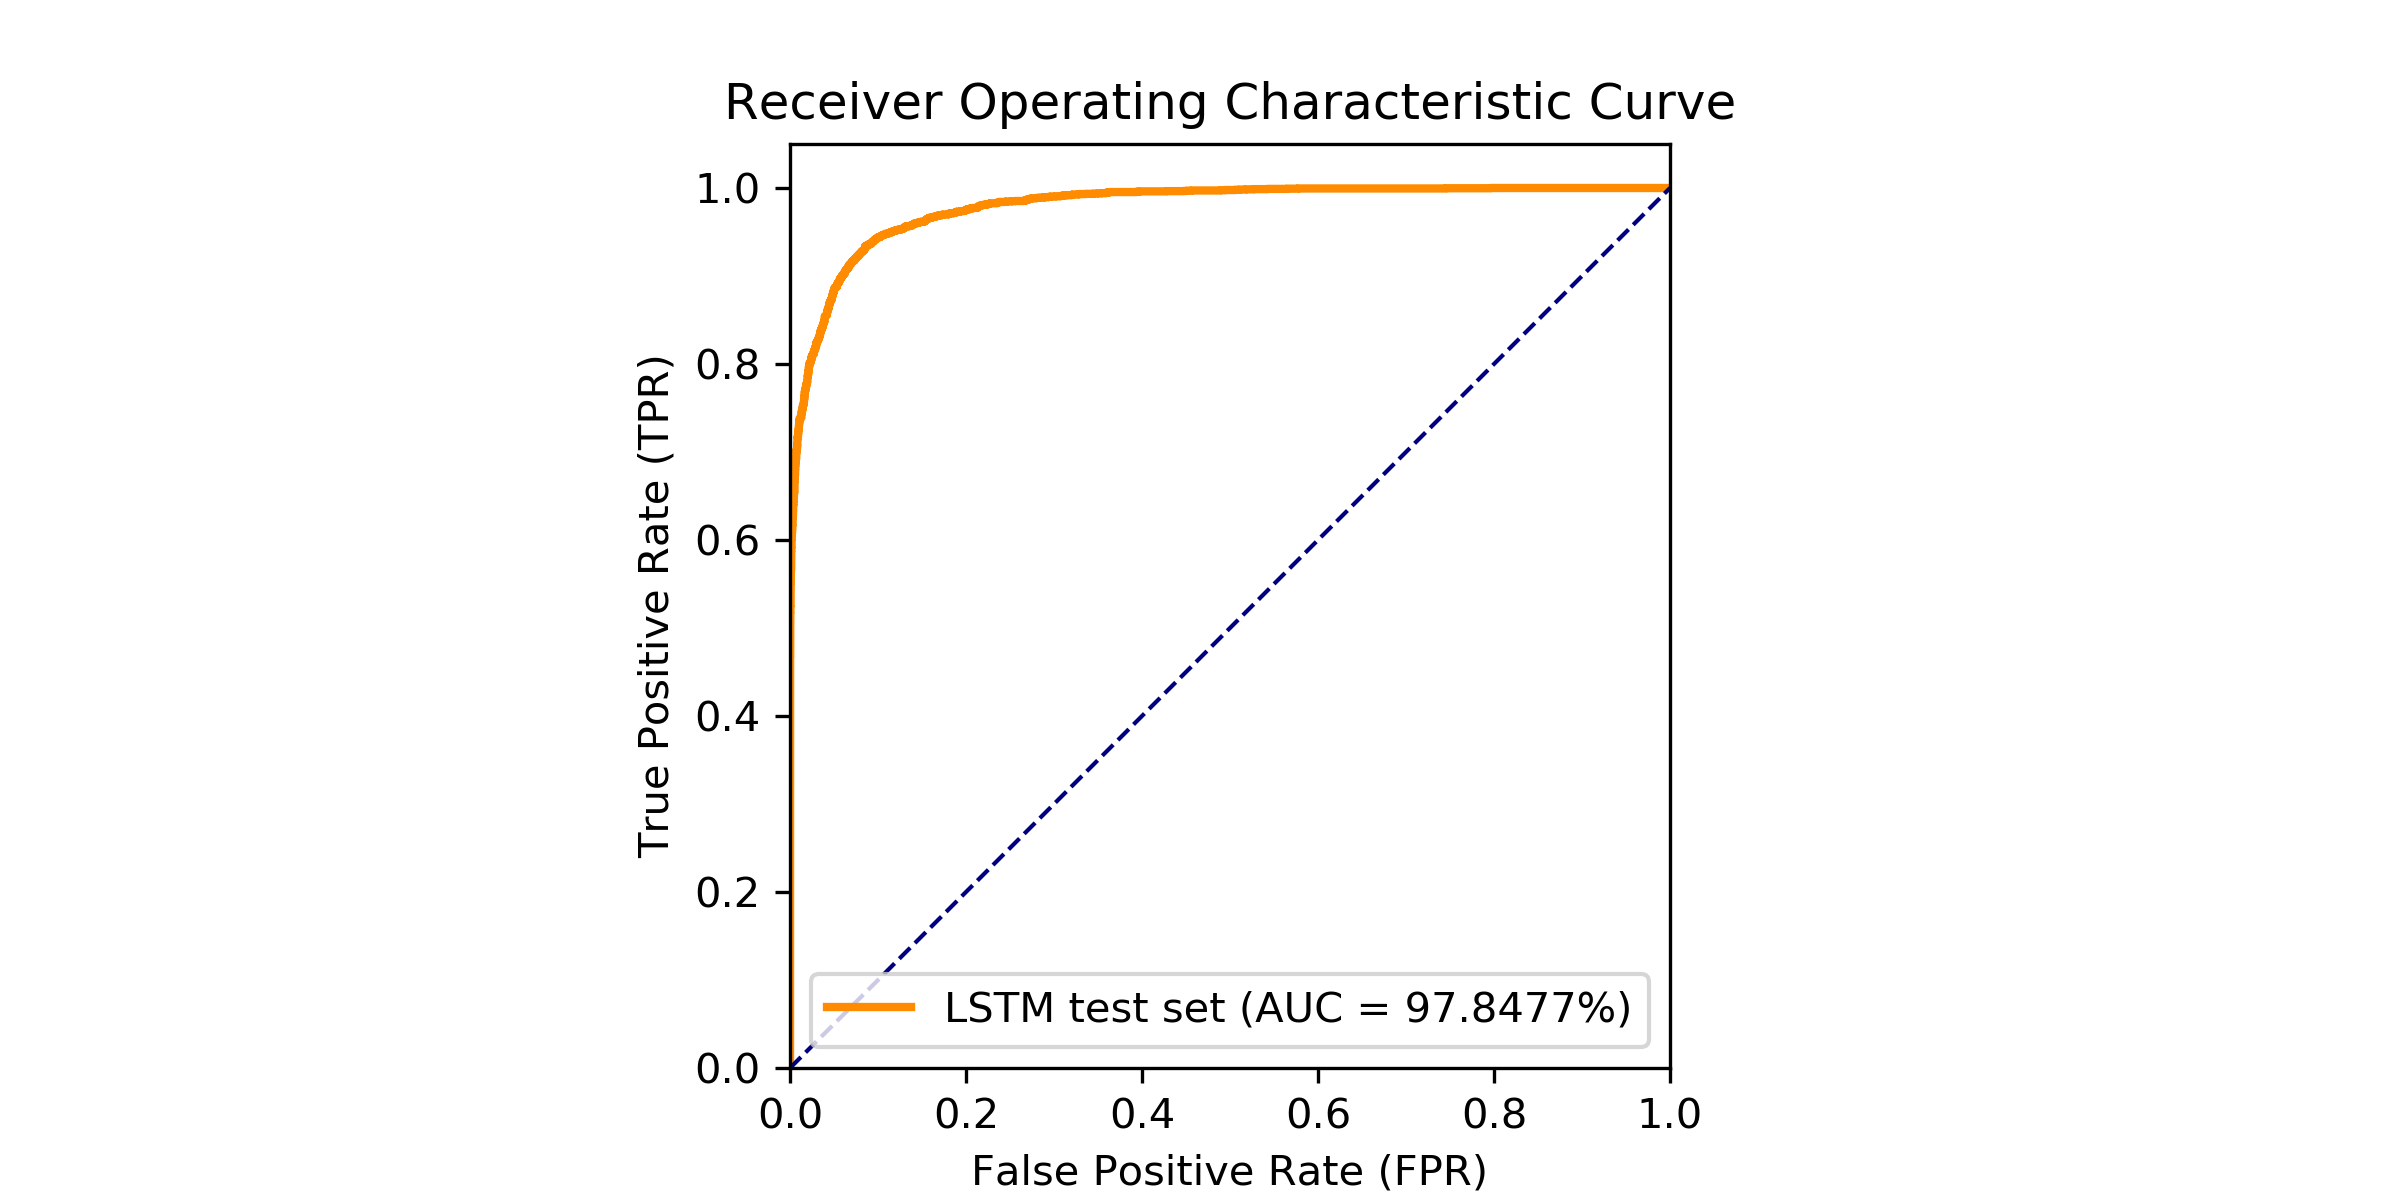 Receiver Operating Characteristic Curve
True Positive Rate (TPR)
1.0
0.8
0.6
0.4
0.2
0.0
LSTM test set (AUC = 97.8477%)
0.0 0.2 0.4 0.6 0.8 1.0
False Positive Rate (FPR)